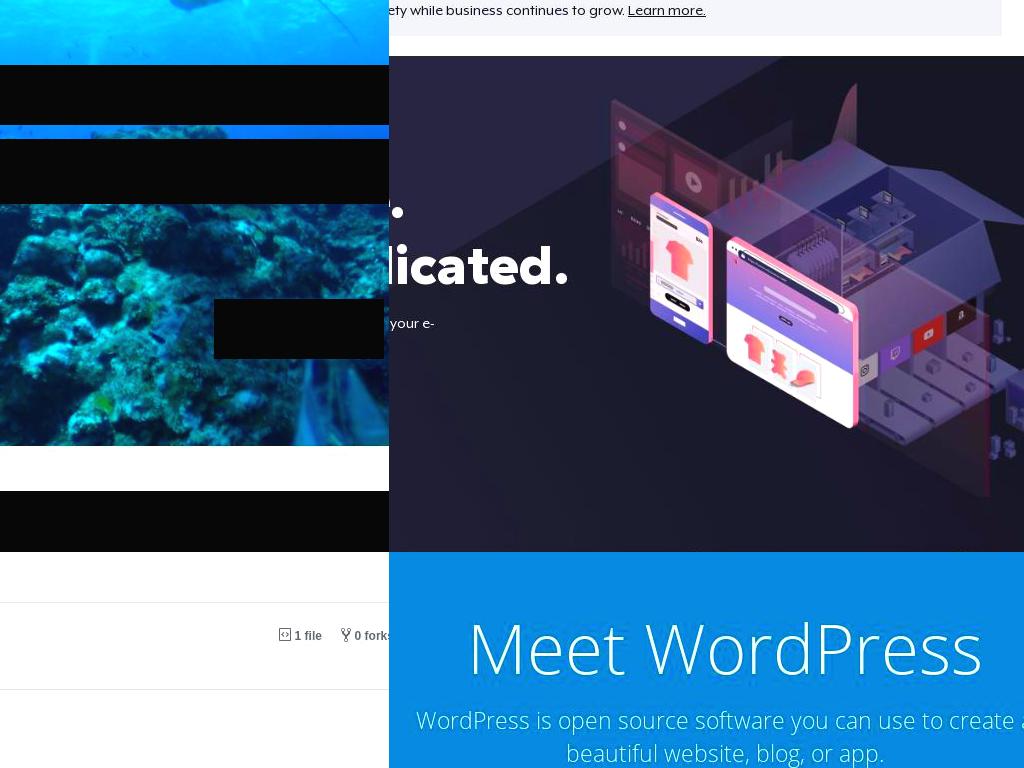 ety while business continues to grow. Learn more.
.
licated.
your e-
1 file 0 forks
Meet WordPress
WordPress is open source software you can use to create a
beautiful website, blog, or app.